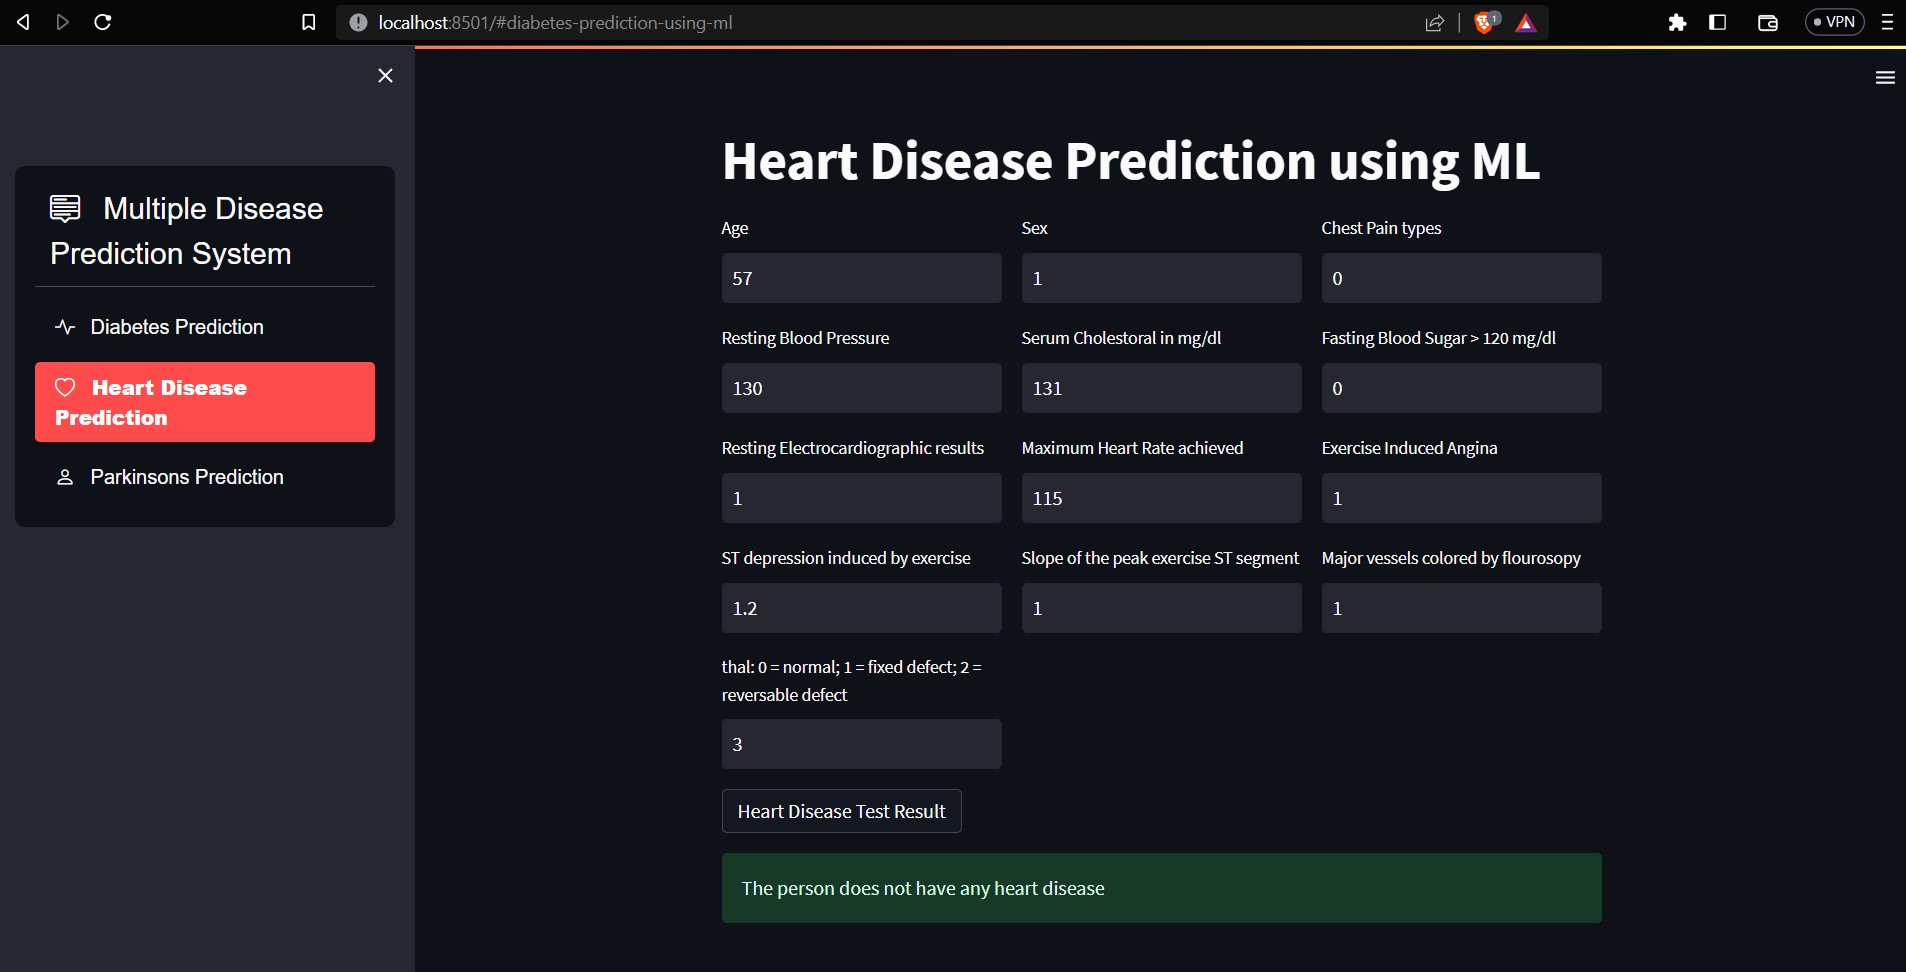 localhost:8501/#diabetes-prediction-using-ml
1
VPN
Multiple Disease
Prediction System
Diabetes Prediction
Heart Disease
Prediction
Parkinsons Prediction
Heart Disease Prediction using ML
Age
Sex
Chest Pain types
57
1
0
Resting Blood Pressure
Serum Cholestoral in mg/dl
Fasting Blood Sugar > 120 mg/dl
130
131
0
Resting Electrocardiographic results
Maximum Heart Rate achieved
Exercise Induced Angina
1
115
1
ST depression induced by exercise
Slope of the peak exercise ST segment
Major vessels colored by flourosopy
1.2
1
1
thal: 0 = normal; 1 = fixed defect; 2 =
reversable defect
3
Heart Disease Test Result
The person does not have any heart disease